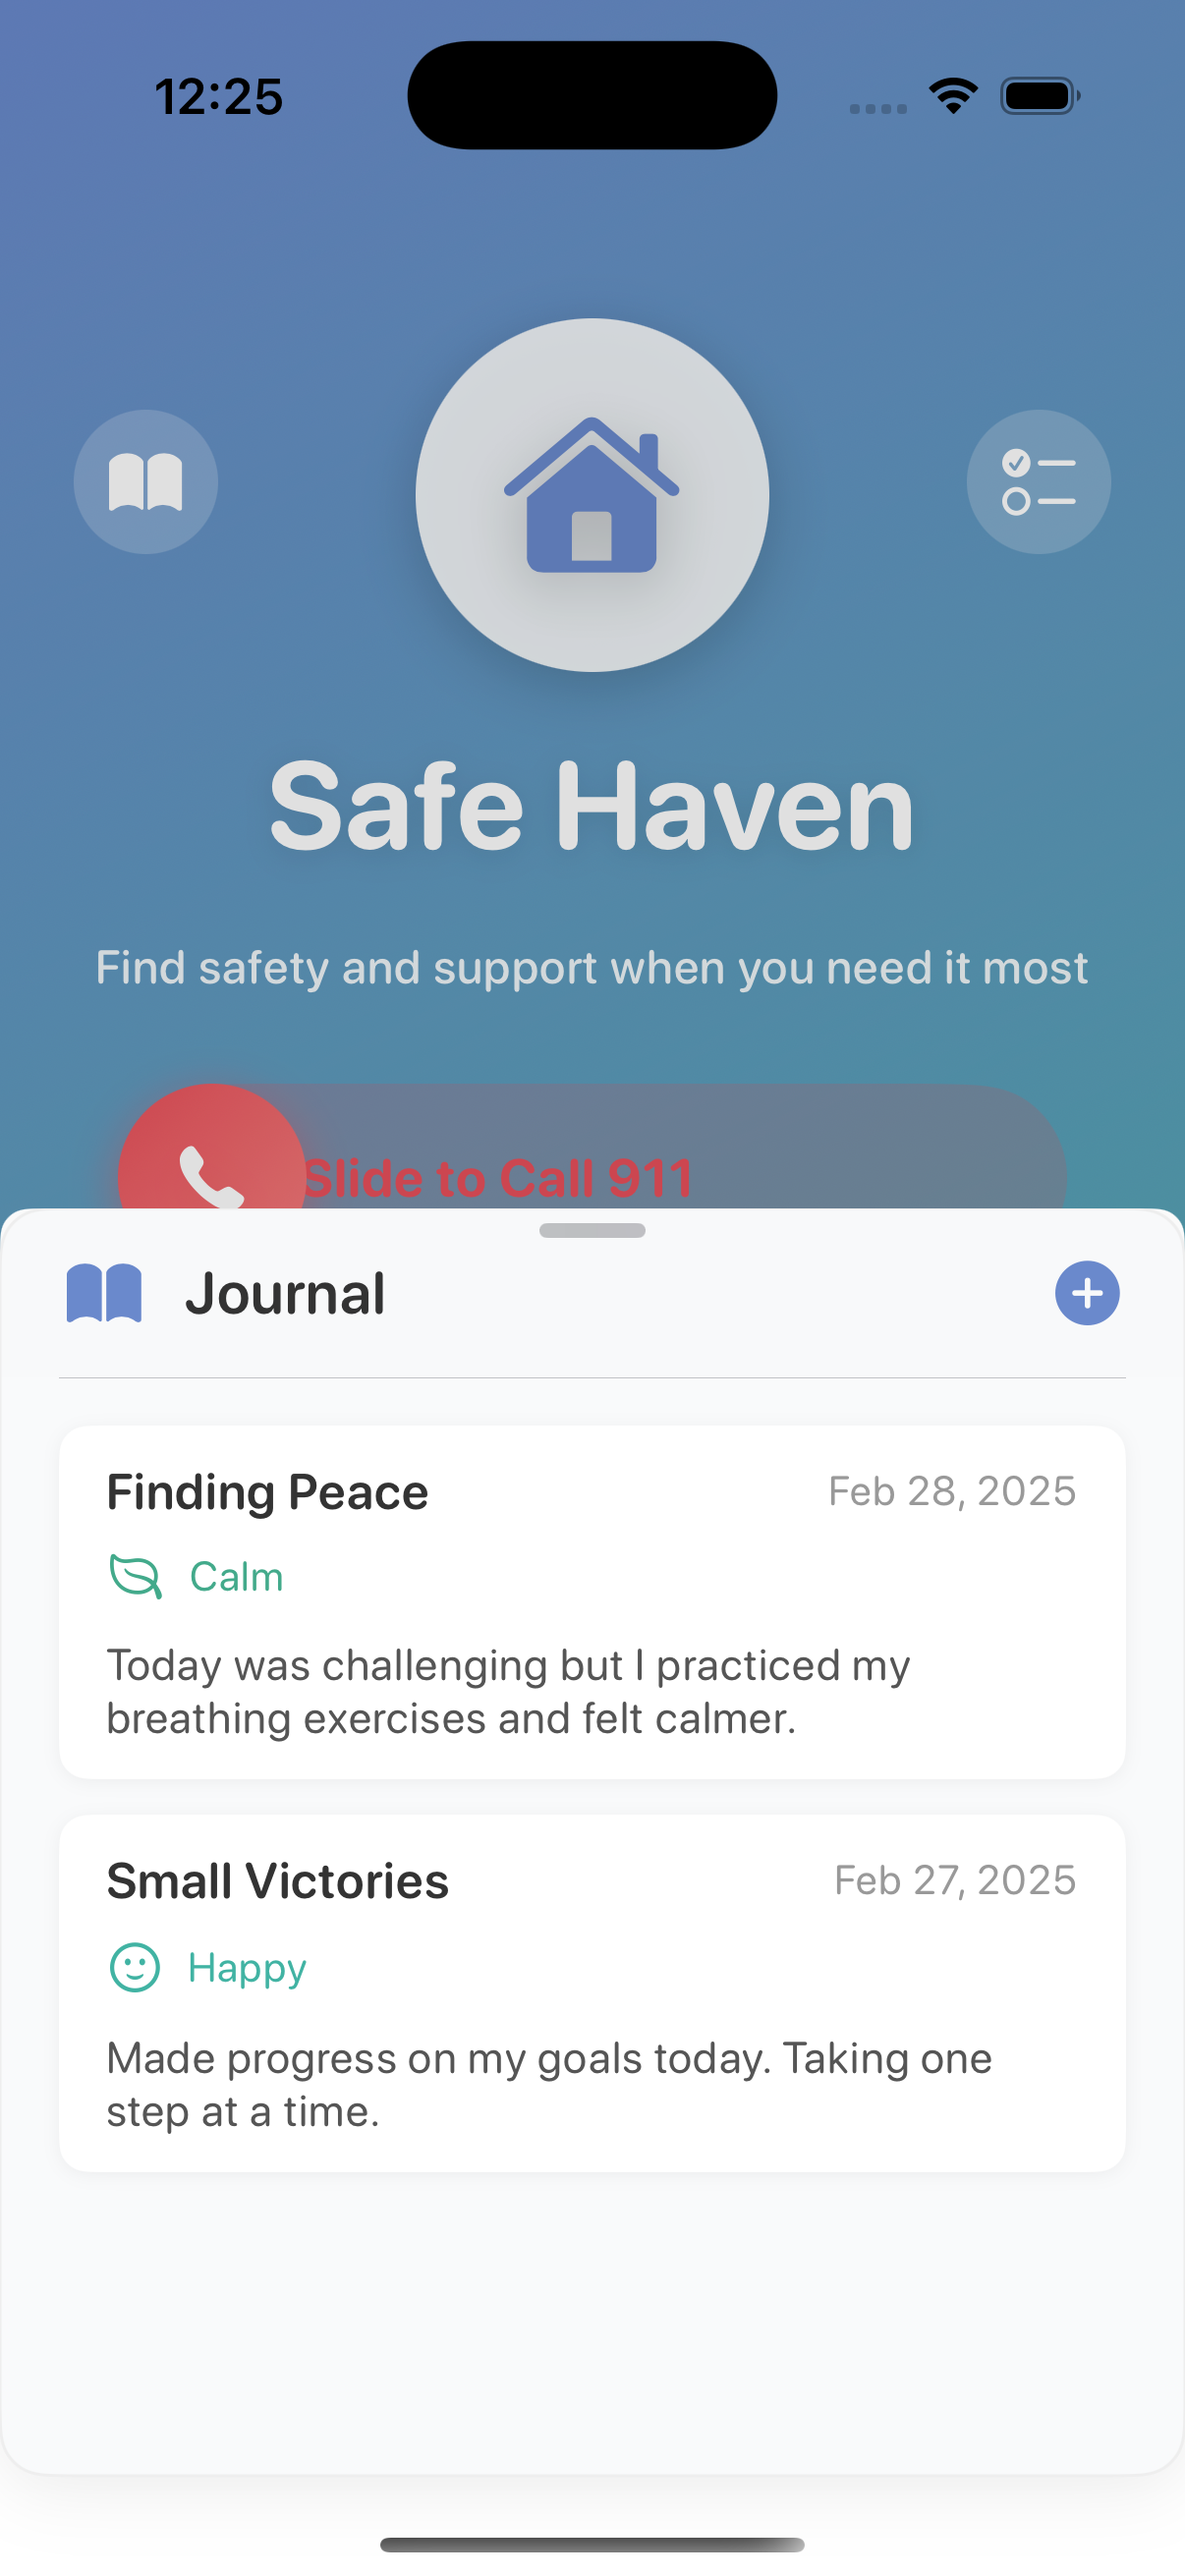 12:25
Safe Haven
Find safety and support when you need it most
Slide to Call 911
Journal
Finding Peace
Feb 28, 2025
Calm
Today was challenging but I practiced my
breathing exercises and felt calmer.
Small Victories
Feb 27, 2025
Happy
Made progress on my goals today. Taking one
step at a time.